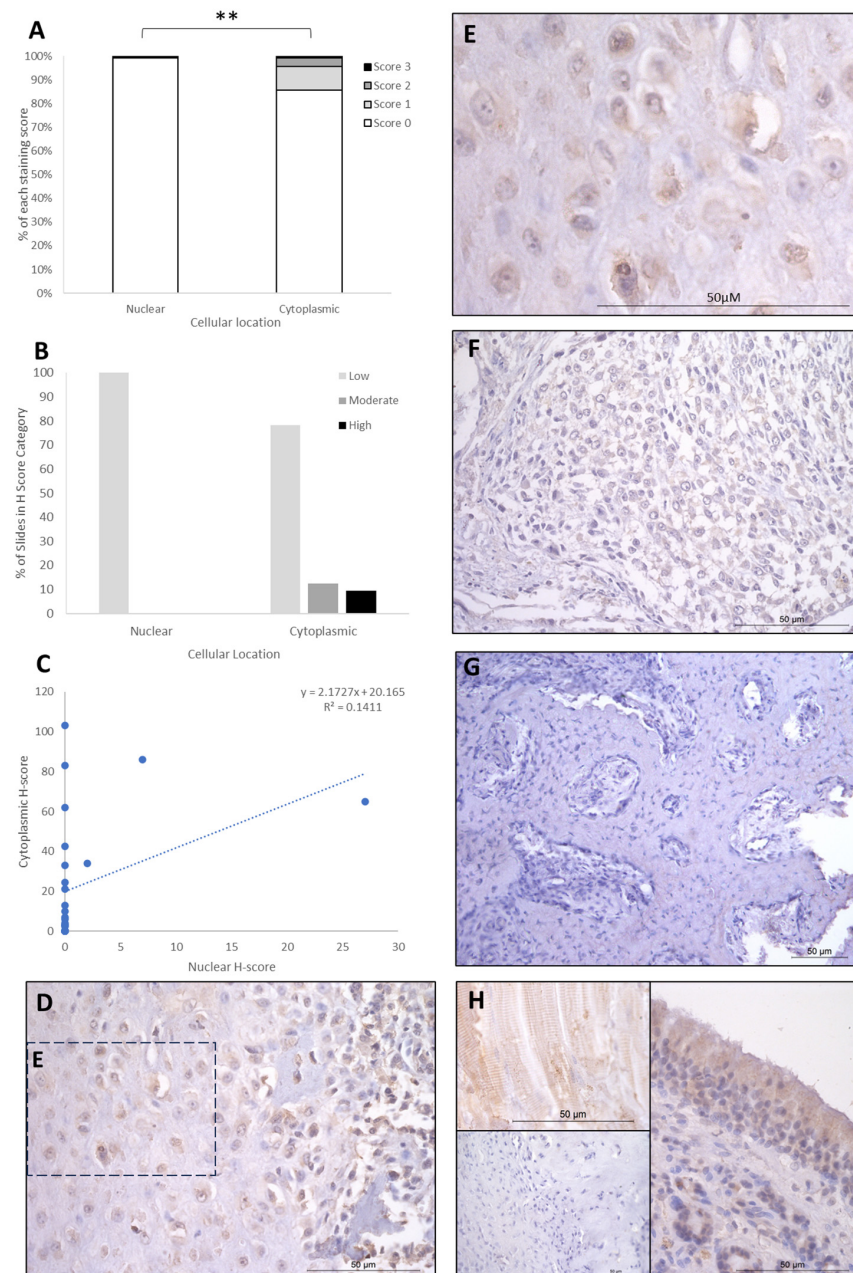 A
**
100%
90%
80%
70%
60%
50%
40%
30%
20%
10%
0%
% of each staining score
Score 3
Score 2
Score 1
Score 0
Nuclear
Cytoplasmic
Cellular location
B
100
90
80
70
60
50
40
30
20
10
0
% of Slides in H Score Category
Low
Moderate
High
Nuclear
Cytoplasmic
Cellular Location
C
120
100
80
60
40
20
0
Cytoplasmic H-score
y = 2.1727x + 20.165
R² = 0.1411
0 5 10 15 20 25 30
Nuclear H-score
D
E
50 µm
E
50µM
F
50 µm
G
50 µm
H
50 µm
50 µm